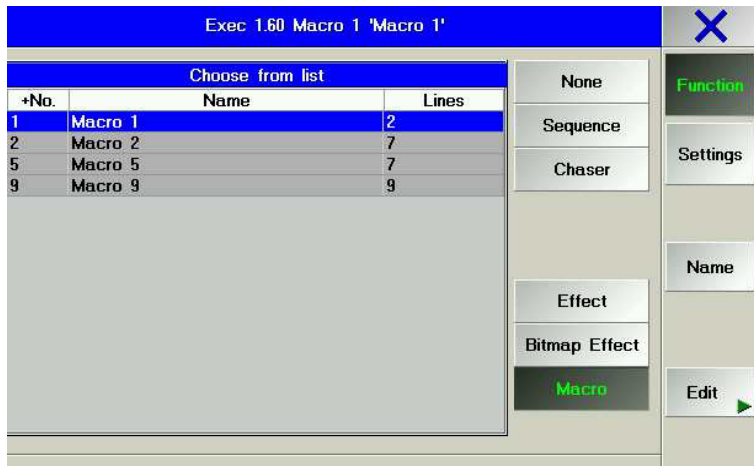 Exec 1.60 Macro 1 'Macro 1'
Choose from list
+No. Name Lines
1 Macro 1 2
2 Macro 2 7
5 Macro 5 7
9 Macro 9 9
None
Sequence
Chaser
Effect
Bitmap Effect
Macro
Function
Settings
Name
Edit